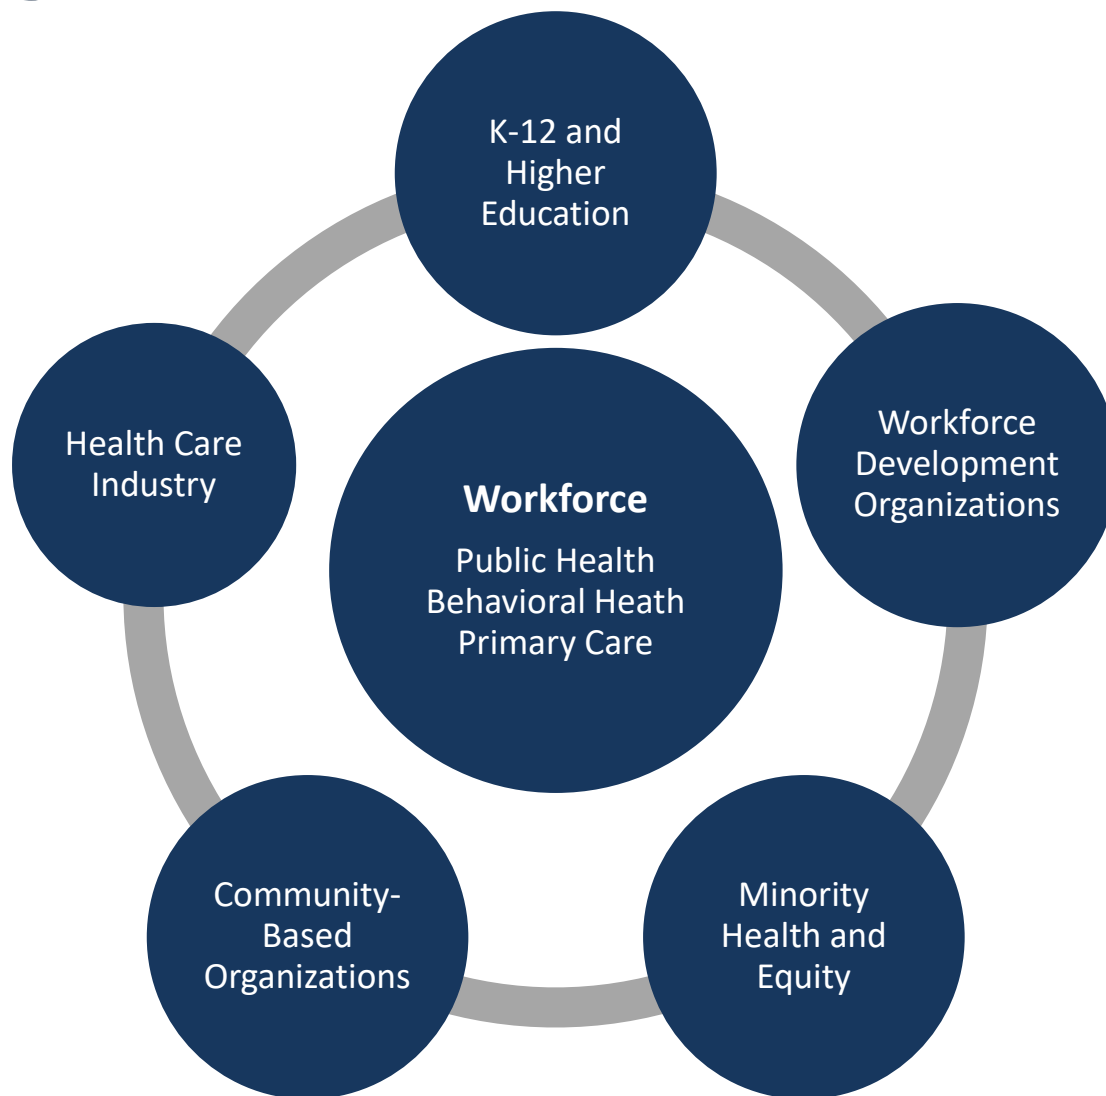 K-12 and
Higher
Education
Health Care
Industry
Workforce
Development
Organizations
Workforce
Public Health
Behavioral Heath
Primary Care
Community-
Based
Organizations
Minority
Health and
Equity